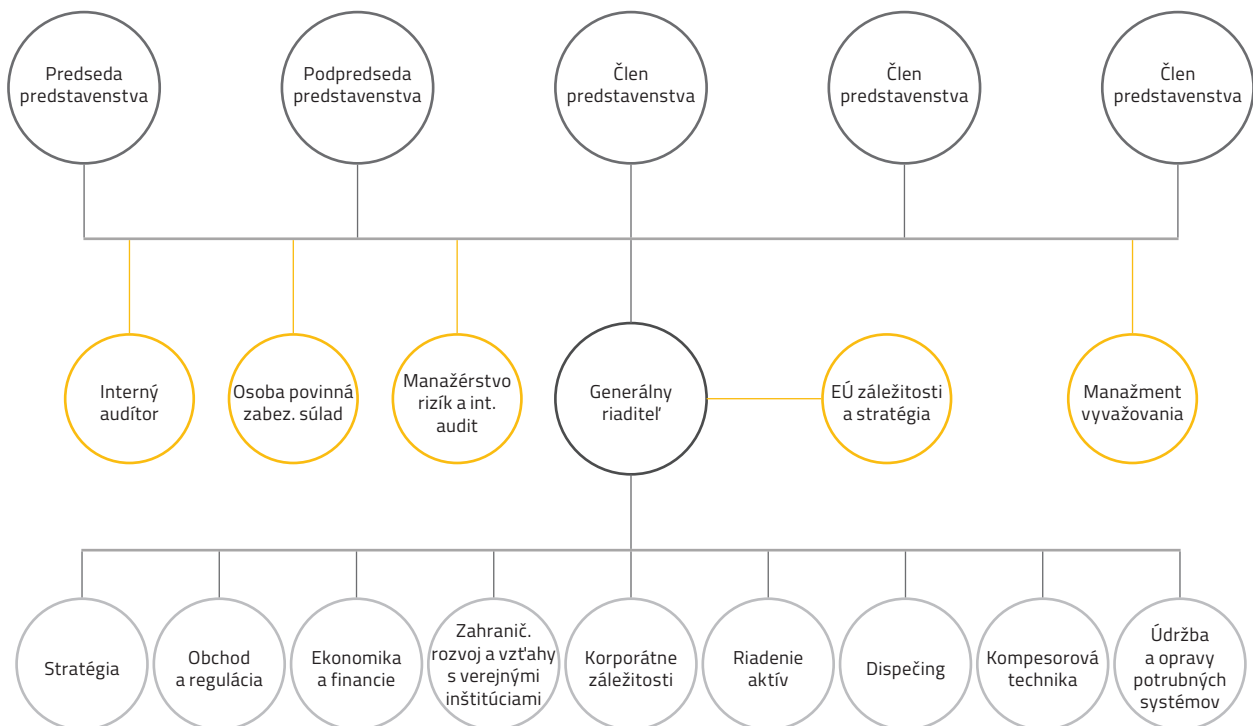 Predseda
predstavenstva
Podpredseda
predstavenstva
Člen
predstavenstva
Člen
predstavenstva
Člen
predstavenstva
Interný
audítor
Osoba povinná
zabez. súlad
Manažérstvo
rizík a int.
audit
Generálny
riaditeľ
EÚ záležitosti
a stratégia
Manažment
vyvažovania
Stratégia
Obchod
a regulácia
Ekonomika
a financie
Zahranič.
rozvoj a vzťahy
s verejnými
inštitúciami
Korporátne
záležitosti
Riadenie
aktív
Dispečing
Kompesorová
technika
Údržba
a opravy
potrubných
systémov